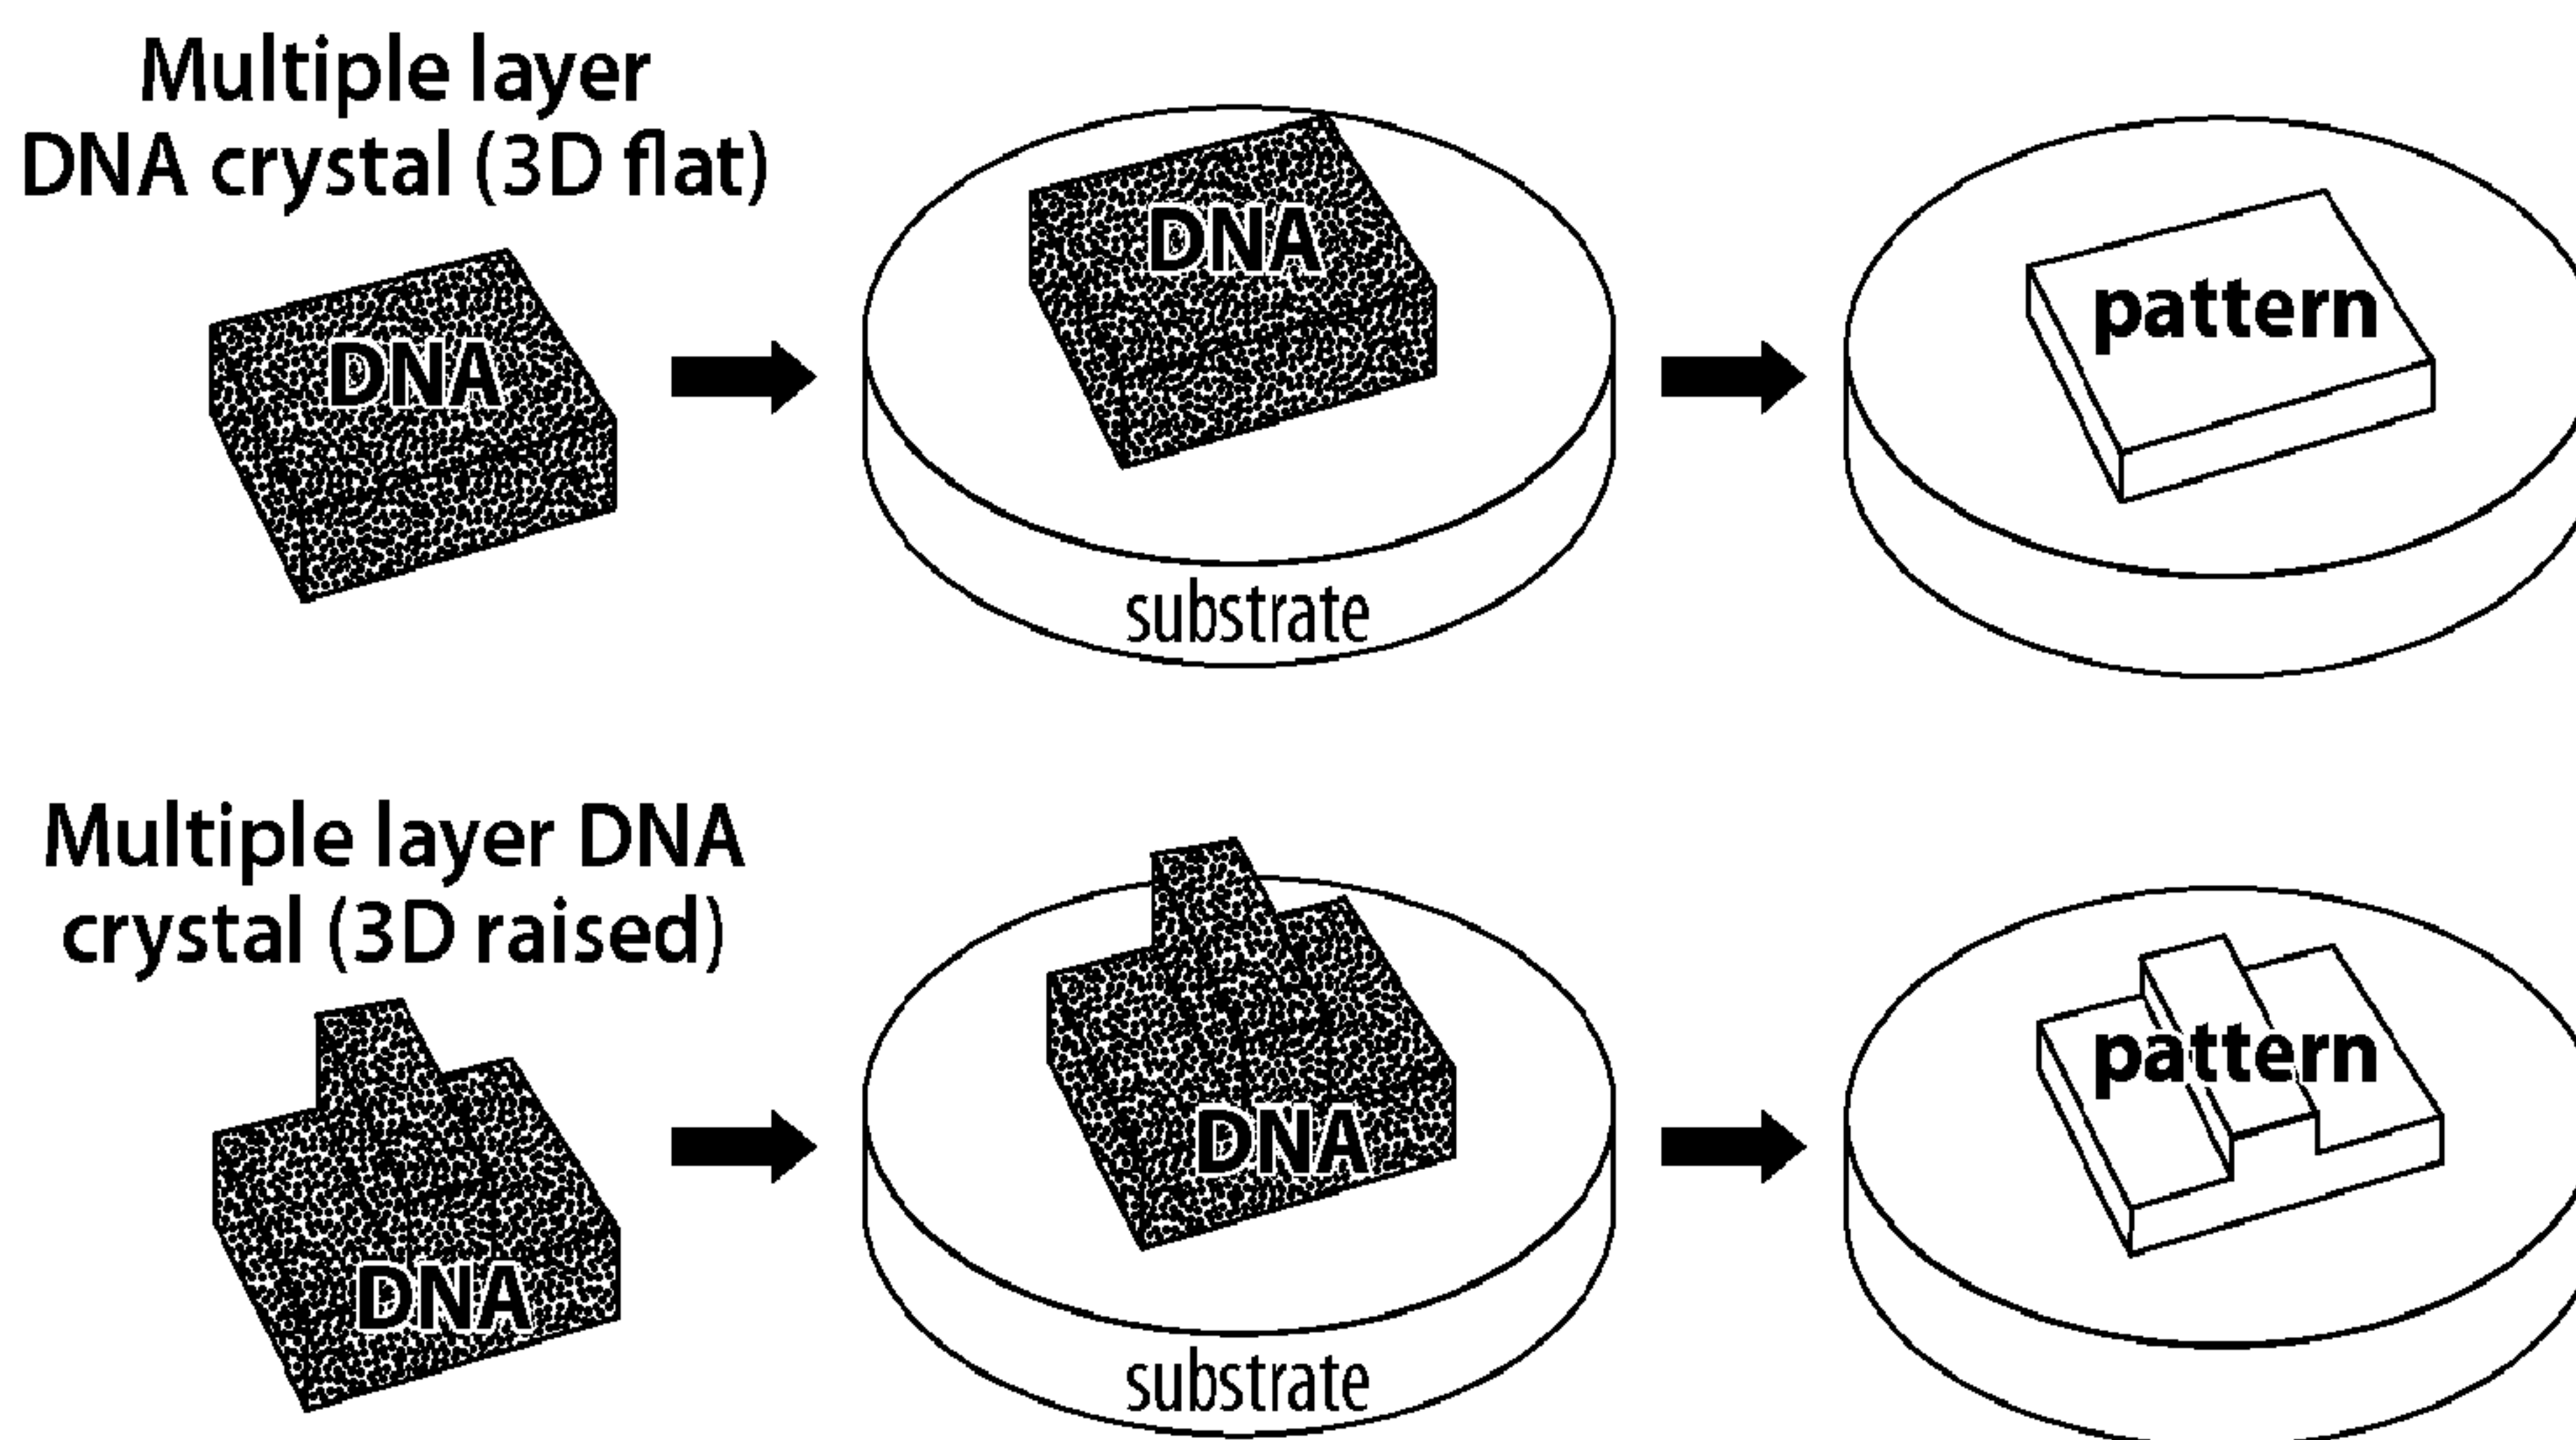 Multiple layer
DNA crystal (3D flat)
DNA
DNA
substrate
pattern
Multiple layer DNA
crystal (3D raised)
DNA
DNA
substrate
pattern